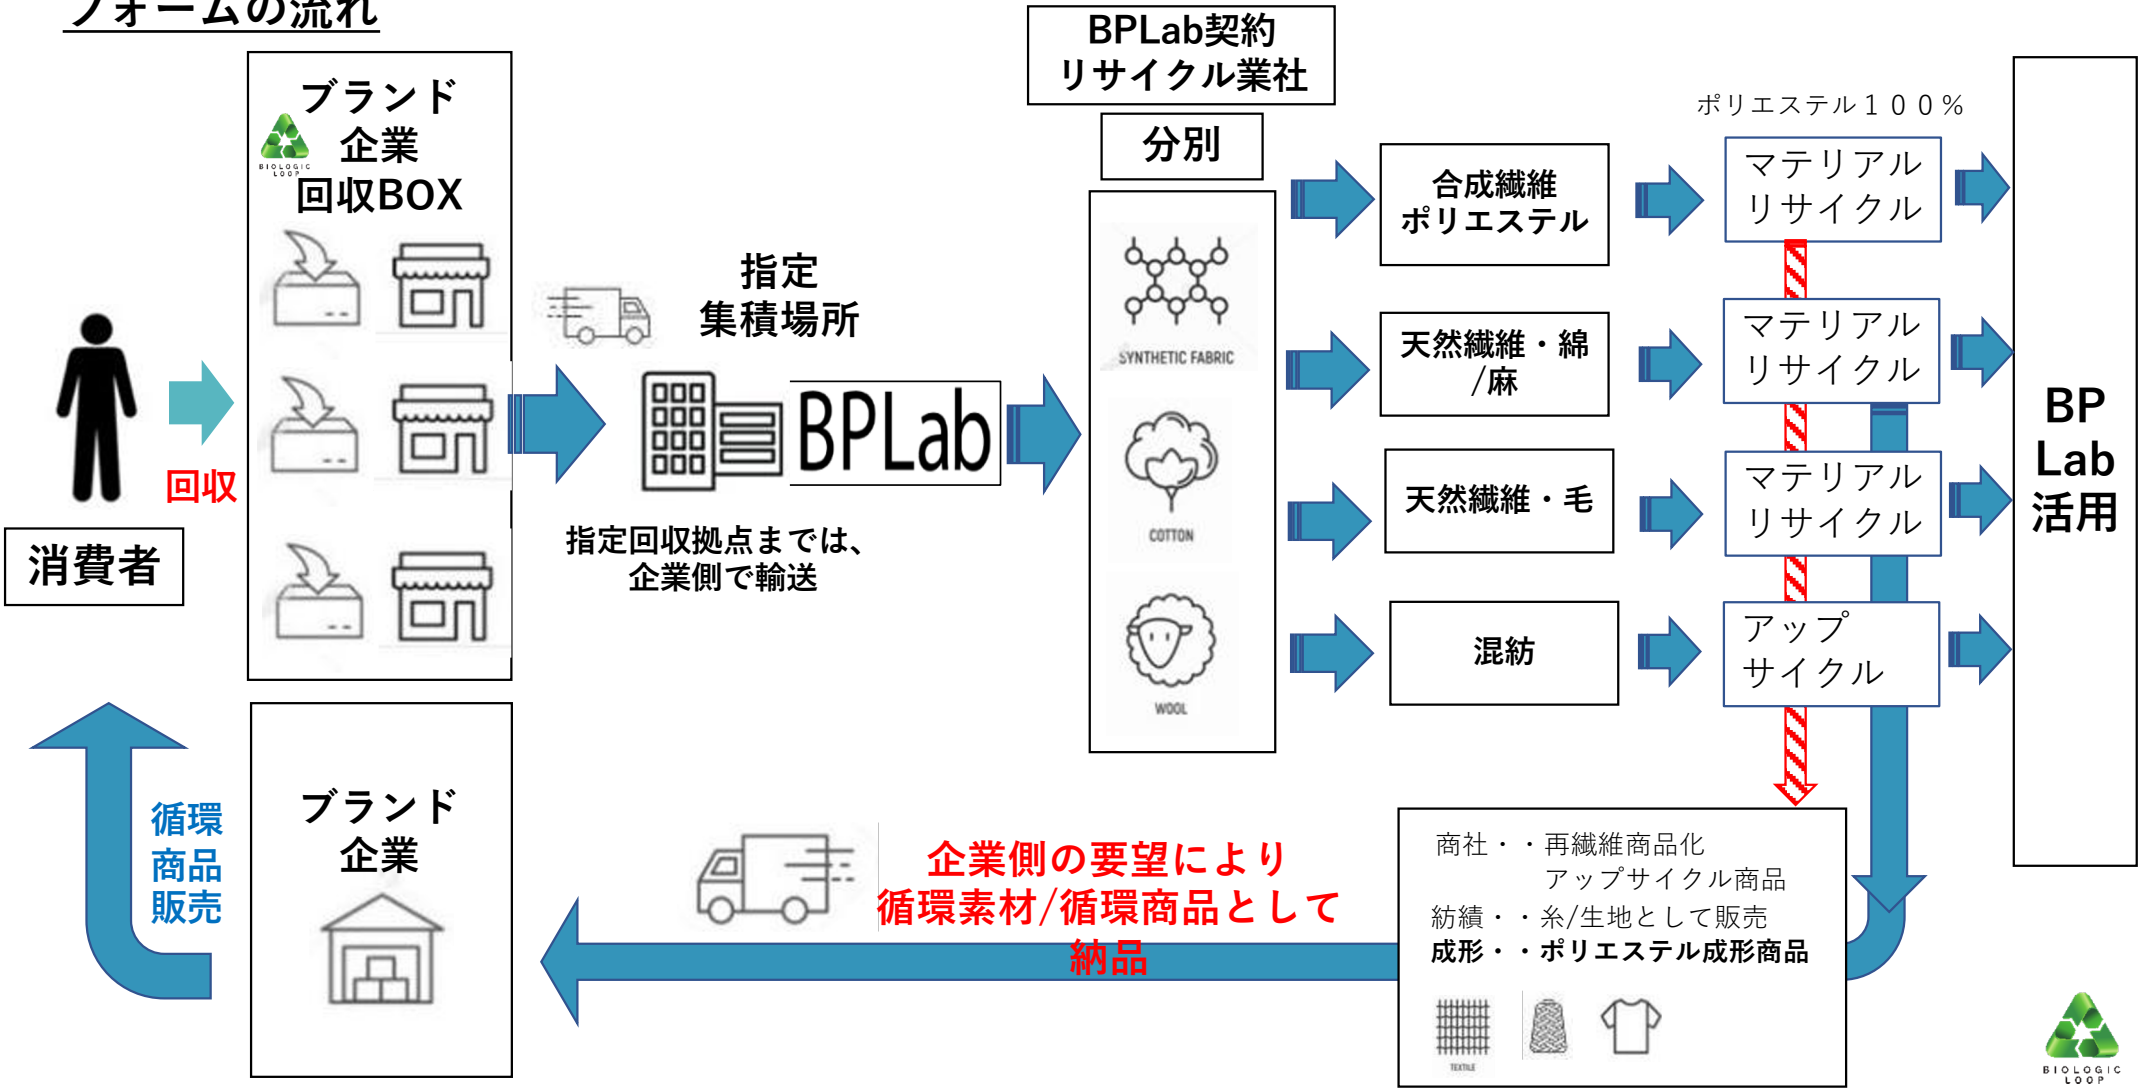 フォームの流れ
ブランド
企業
回収BOX
BIOLOGIC
LOOP
消費者
回収
指定
集積場所
BPLab
指定回収拠点までは、
企業側で輸送
BPLab契約
リサイクル業社
分別
SYNTHETIC FABRIC
COTTON
WOOL
合成繊維
ポリエステル
天然繊維・綿
/麻
天然繊維・毛
混紡
ポリエステル１００％
マテリアル
リサイクル
マテリアル
リサイクル
マテリアル
リサイクル
アップ
サイクル
BP
Lab
活用
商社・・再繊維商品化
アップサイクル商品
紡績・・糸/生地として販売
成形・・ポリエステル成形商品
TEXTILE
企業側の要望により
循環素材/循環商品として
納品
ブランド
企業
循環
商品
販売
BIOLOGIC
LOOP